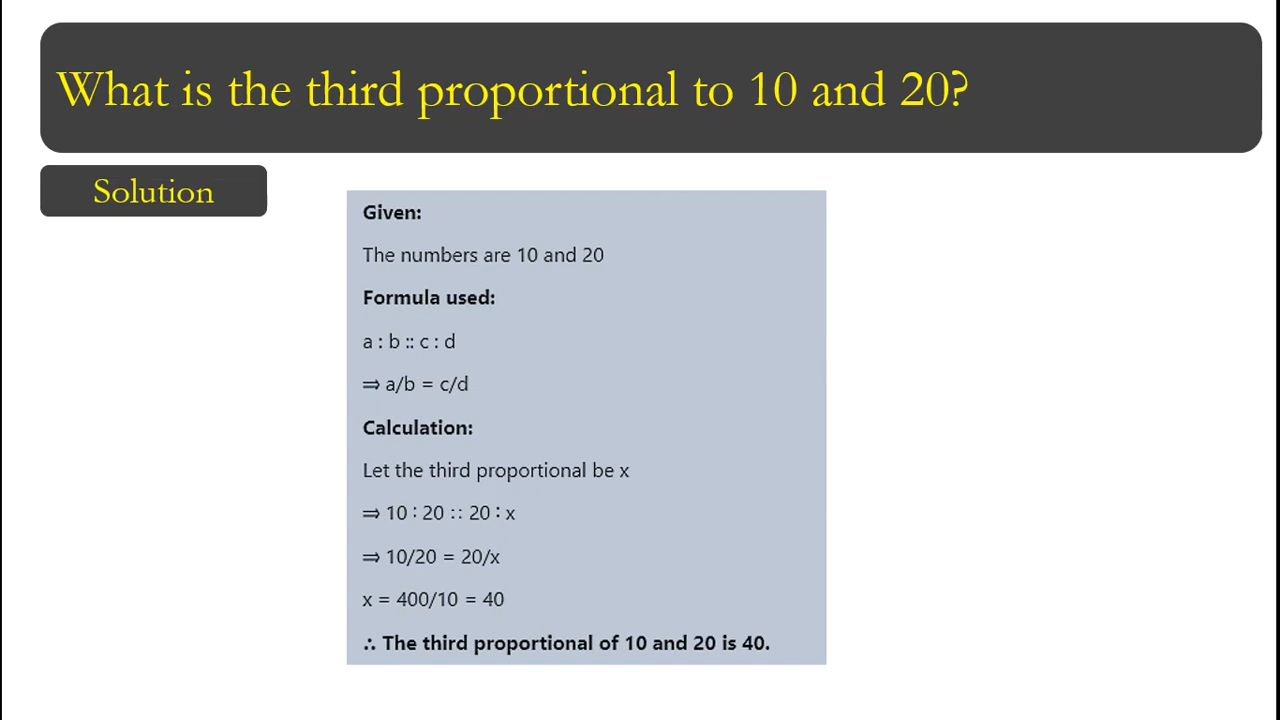 What is the third proportional to 10 and 20?
Solution
Given:
The numbers are 10 and 20
Formula used:
a : b :: c : d
⇒ a/b = c/d
Calculation:
Let the third proportional be x
⇒ 10 : 20 :: 20 : x
⇒ 10/20 = 20/x
x = 400/10 = 40
∴ The third proportional of 10 and 20 is 40.